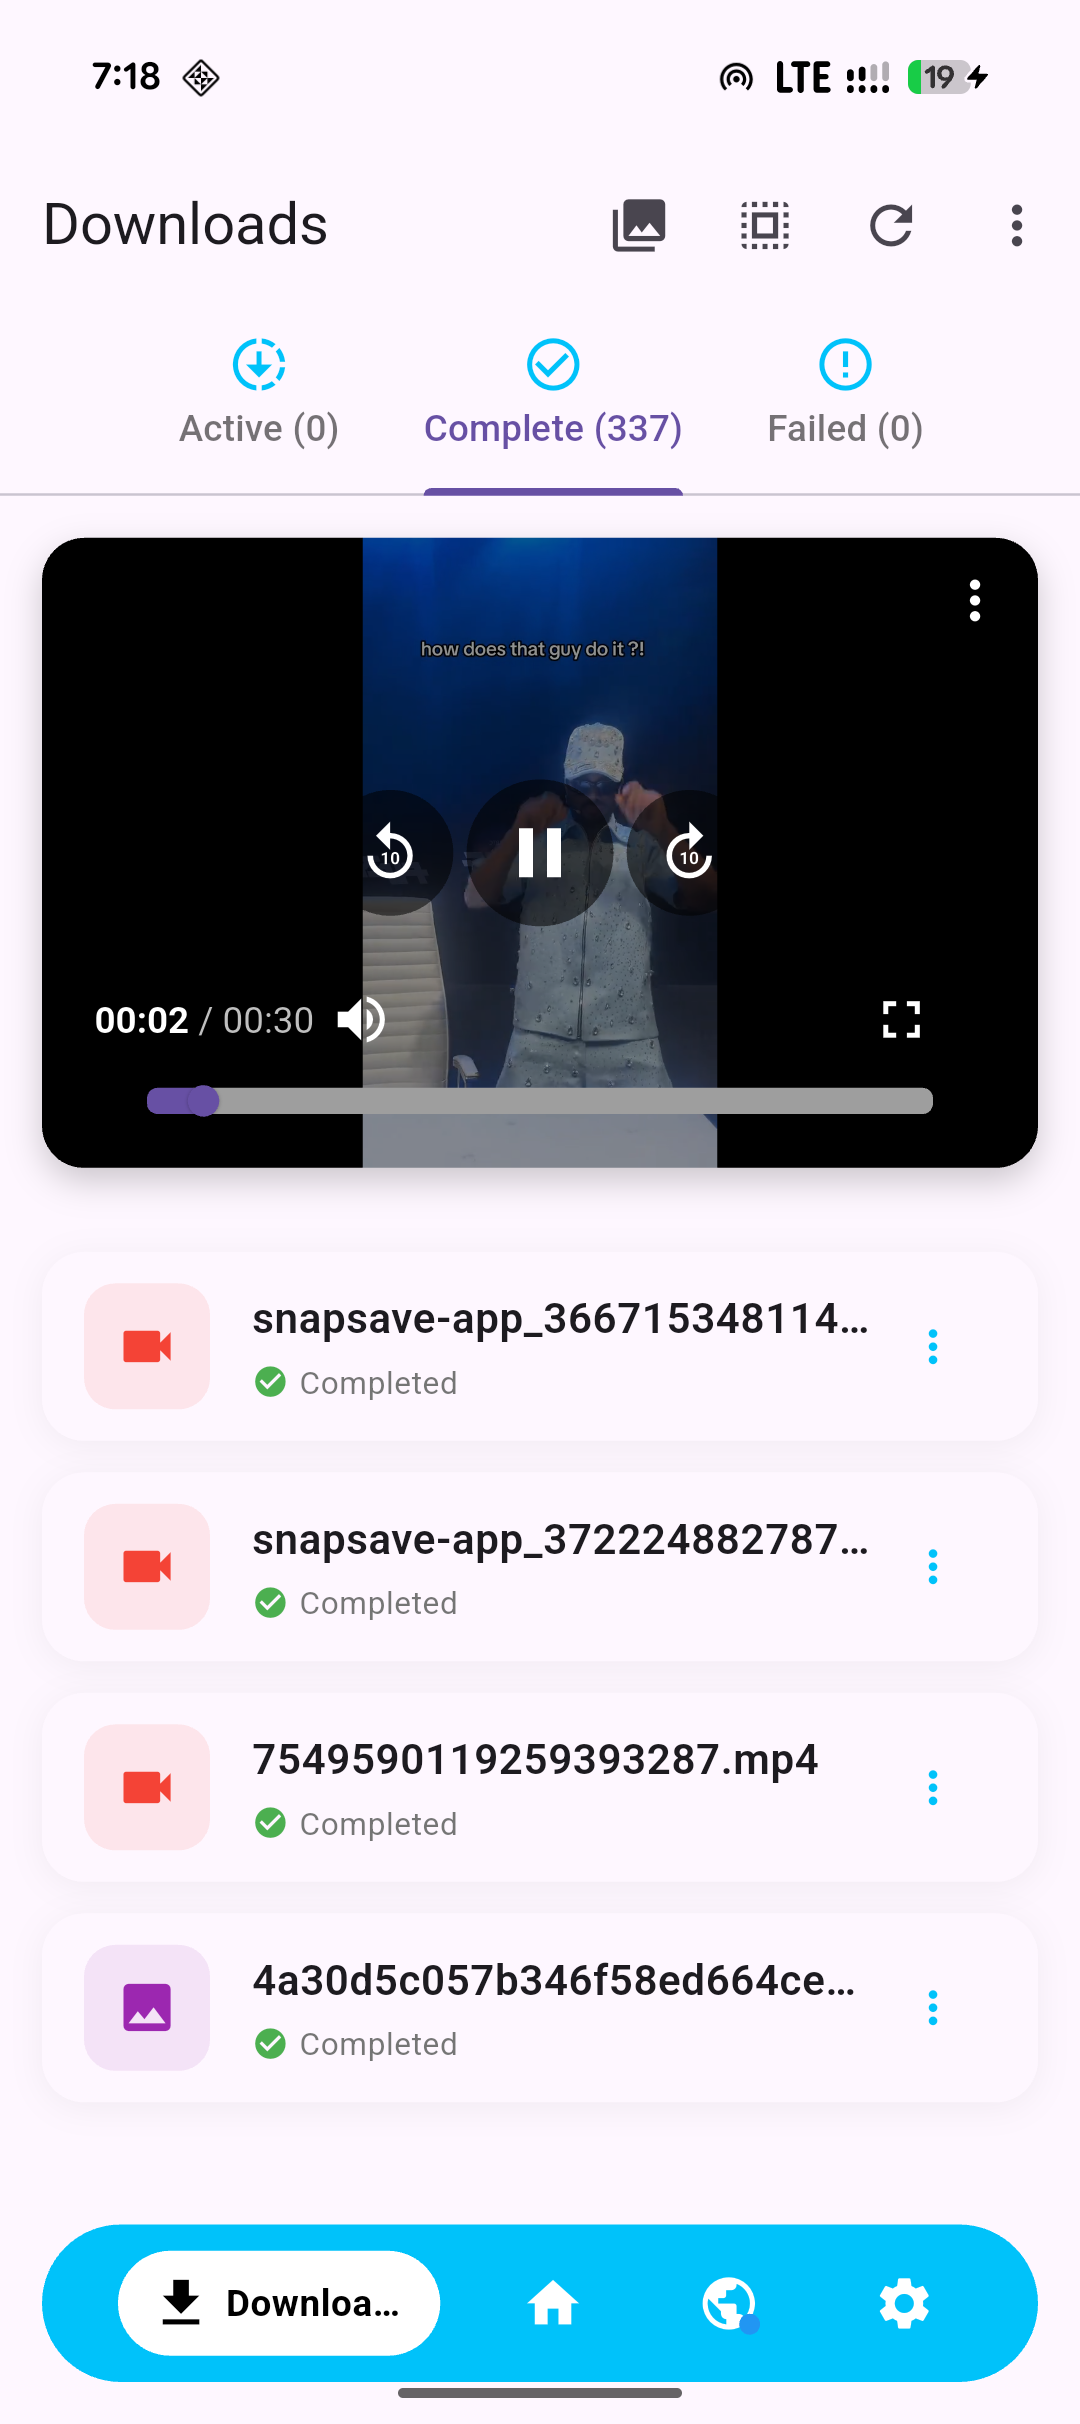 7:18 LTE 19
Downloads
Active (0) Complete (337) Failed (0)
how does that guy do it ?!
10 10
00:02 / 00:30
snapsave-app_366715348114...
Completed
snapsave-app_372224882787...
Completed
7549590119259393287.mp4
Completed
4a30d5c057b346f58ed664ce...
Completed
Downloa...